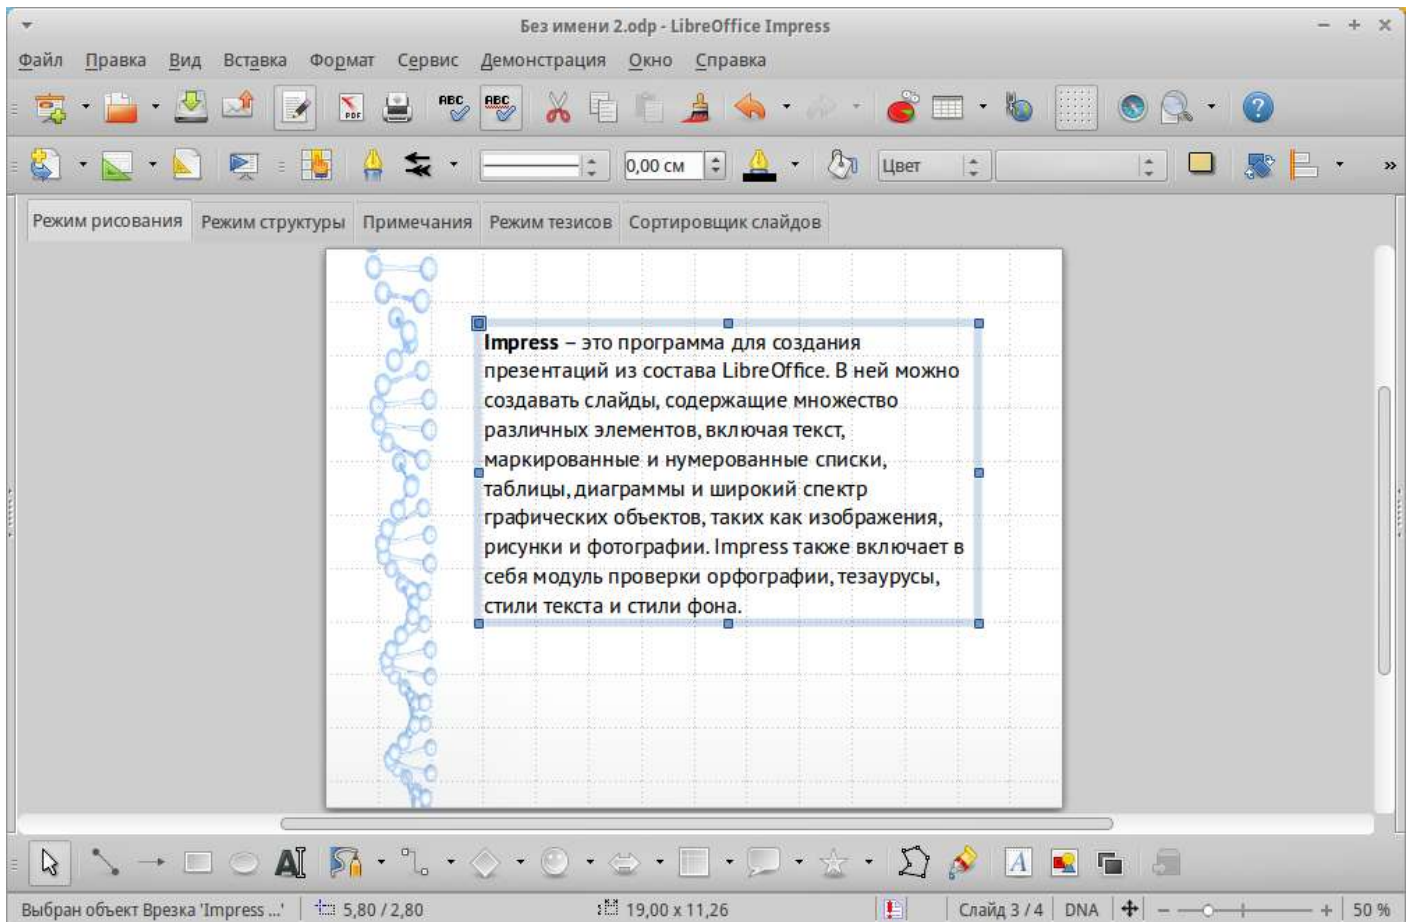 Без имени 2.odp - LibreOffice Impress
Файл Правка Вид Вставка Формат Сервис Демонстрация Окно Справка
PDF ABC ABC
0,00 см Цвет »
Режим рисования Режим структуры Примечания Режим тезисов Сортировщик слайдов
Impress – это программа для создания
презентаций из состава LibreOffice. В ней можно
создавать слайды, содержащие множество
различных элементов, включая текст,
маркированные и нумерованные списки,
таблицы, диаграммы и широкий спектр
графических объектов, таких как изображения,
рисунки и фотографии. Impress также включает в
себя модуль проверки орфографии, тезаурусы,
стили текста и стили фона.
Выбран объект Врезка 'Impress ...' 5,80 / 2,80 19,00 x 11,26 Слайд 3 / 4 DNA 50 %